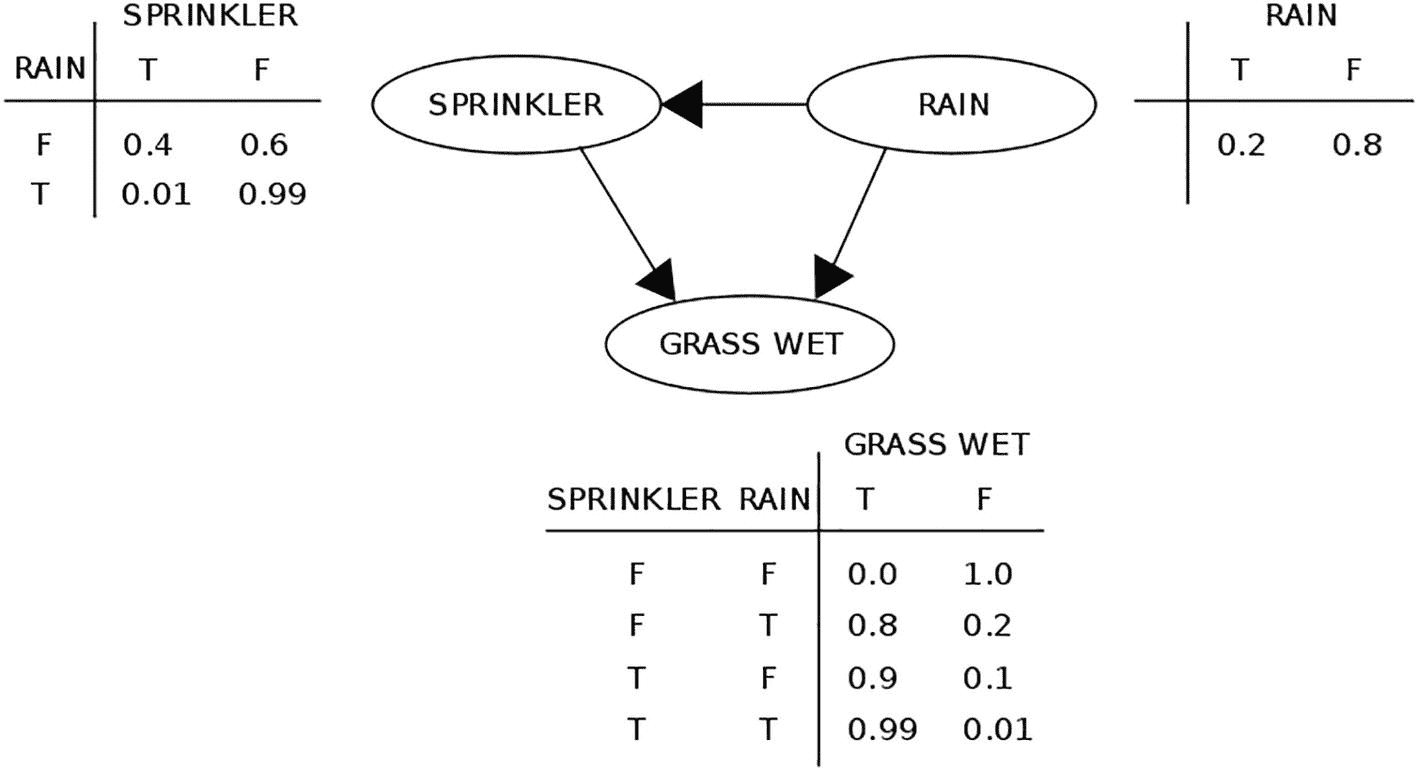 SPRINKLER
RAIN T F
F 0.4 0.6
T 0.01 0.99
SPRINKLER
RAIN
RAIN
T F
0.2 0.8
GRASS WET
GRASS WET
SPRINKLER RAIN T F
F F 0.0 1.0
F T 0.8 0.2
T F 0.9 0.1
T T 0.99 0.01